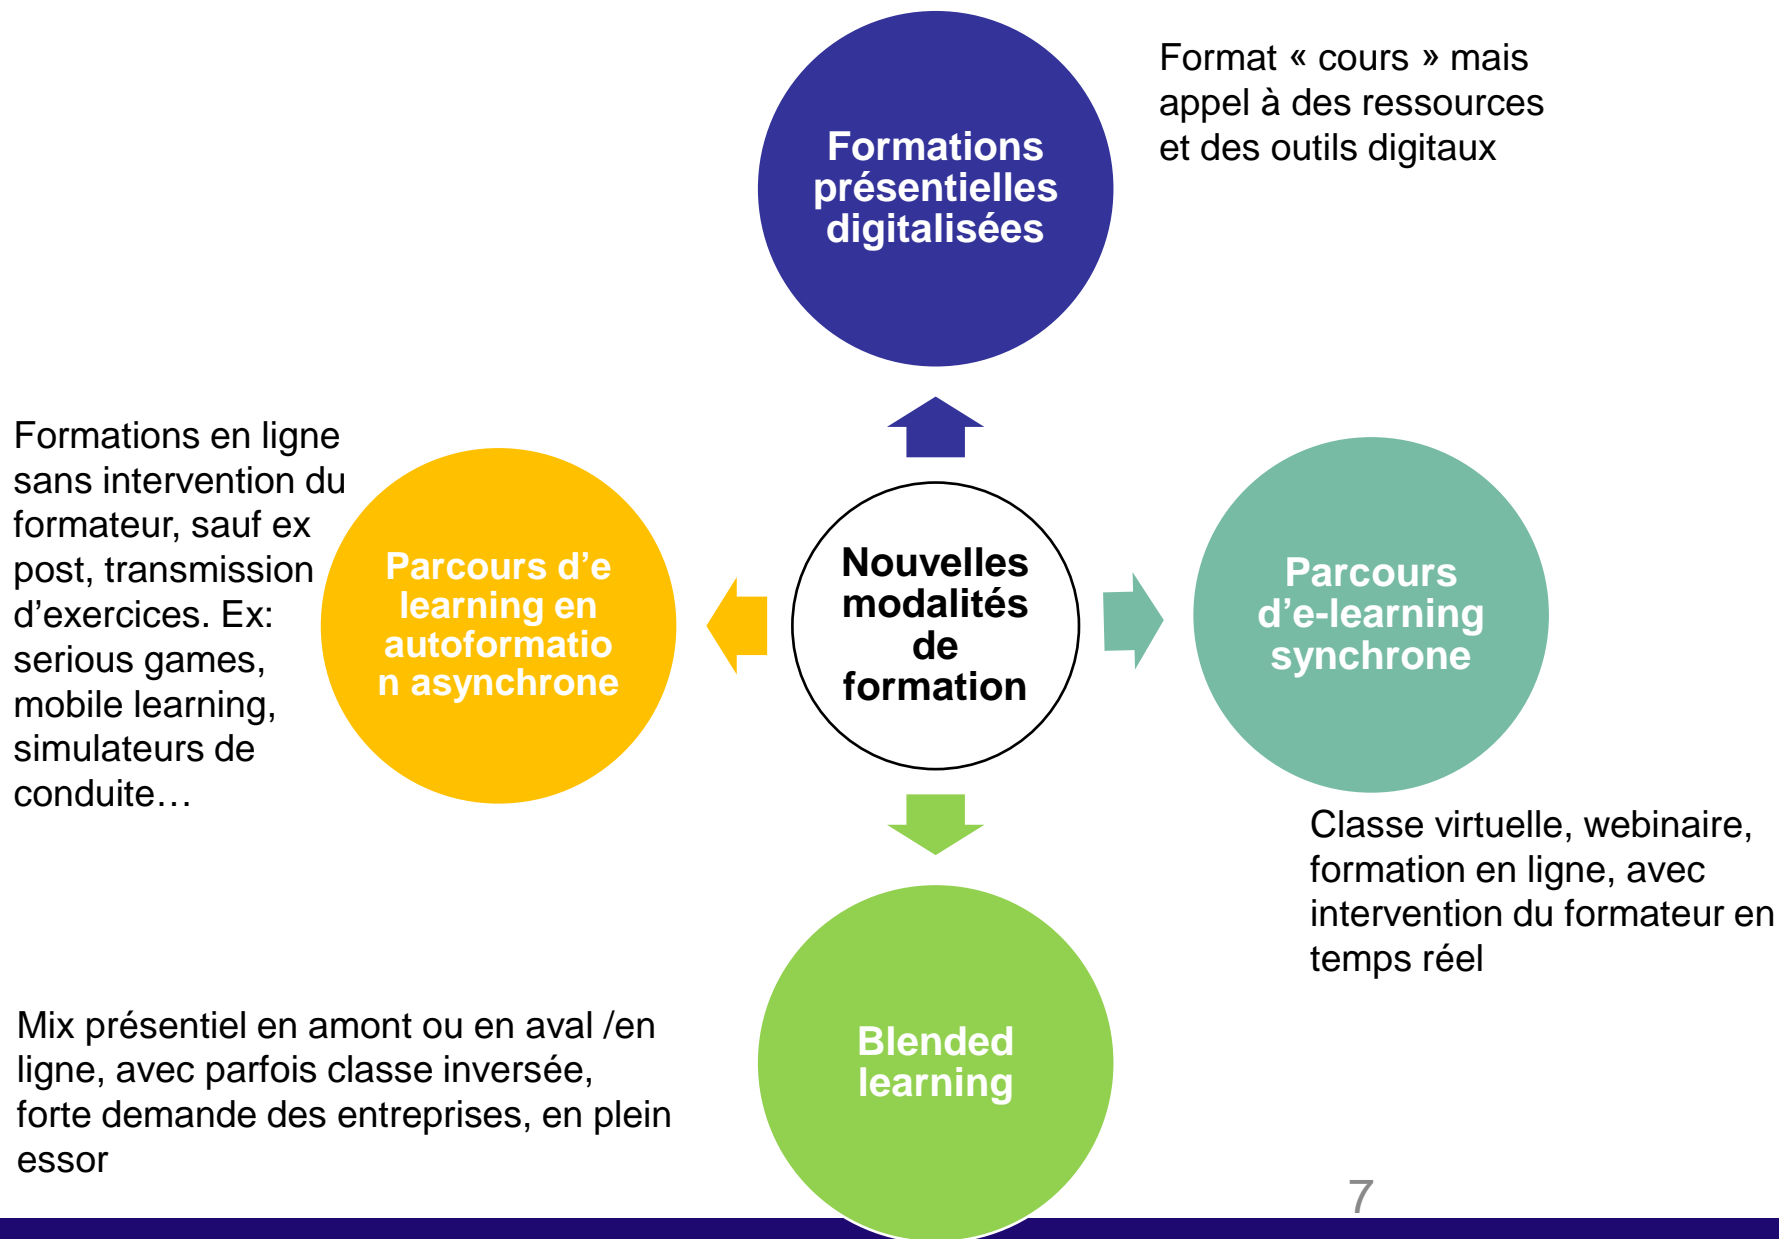 Formations
présentielles
digitalisées
Format « cours » mais
appel à des ressources
et des outils digitaux
Formations en ligne
sans intervention du
formateur, sauf ex
post, transmission
d’exercices. Ex:
serious games,
mobile learning,
simulateurs de
conduite…
Parcours d’e
learning en
autoformatio
n asynchrone
Nouvelles
modalités
de
formation
Parcours
d’e-learning
synchrone
Classe virtuelle, webinaire,
formation en ligne, avec
intervention du formateur en
temps réel
Mix présentiel en amont ou en aval /en
ligne, avec parfois classe inversée,
forte demande des entreprises, en plein
essor
Blended
learning
7